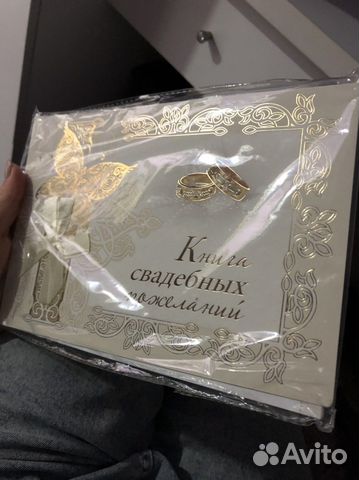 Книга
свадебных
пожеланий
Avito